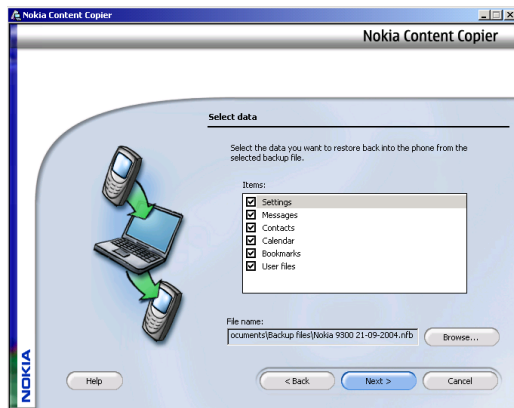 Nokia Content Copier
Nokia Content Copier
Select data
Select the data you want to restore back into the phone from the
selected backup file.
Items:
Settings
Messages
Contacts
Calendar
Bookmarks
User files
File name:
ocuments\Backup files\Nokia 9300 21-09-2004.nfb
Browse...
NOKIA
Help
< Back
Next >
Cancel